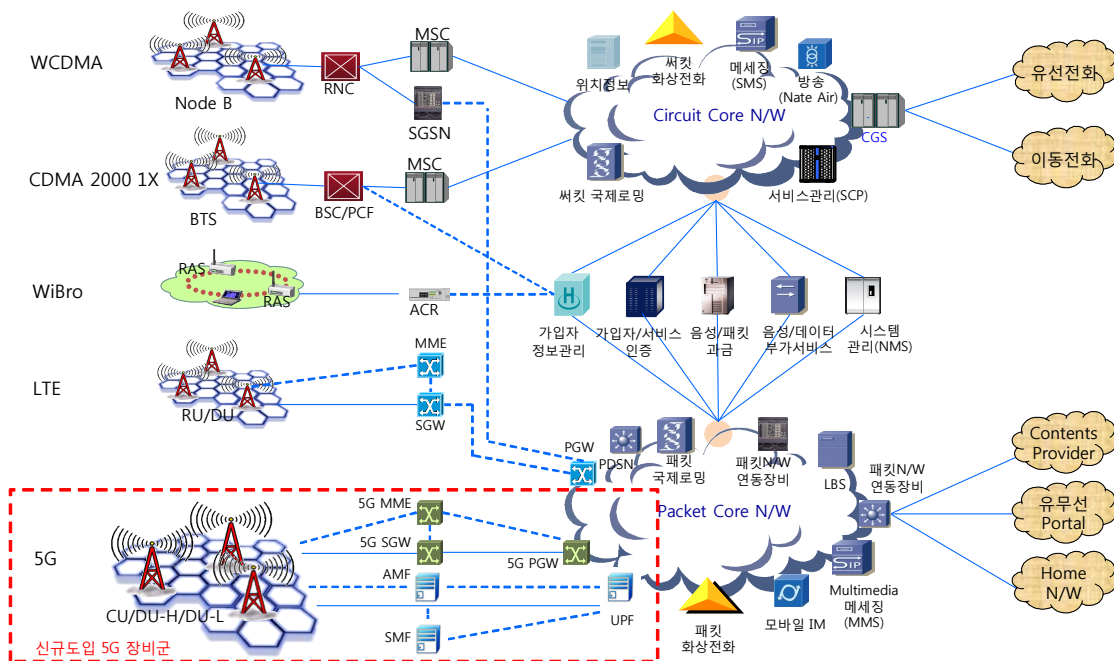 WCDMA
Node B
RNC
MSC
SGSN
위치정보
써킷
화상전화
SIP
메세징
(SMS)
방송
(Nate Air)
Circuit Core N/W
CGS
유선전화
CDMA 2000 1X
BTS
BSC/PCF
MSC
써킷 국제로밍
서비스관리(SCP)
이동전화
WiBro
RAS
RAS
ACR
H
가입자
정보관리
가입자/서비스
인증
음성/패킷
과금
음성/데이터
부가서비스
시스템
관리(NMS)
LTE
RU/DU
MME
SGW
PGW
PDSN
패킷
국제로밍
패킷N/W
연동장비
LBS
패킷N/W
연동장비
Contents
Provider
Packet Core N/W
유무선
Portal
5G
5G MME
5G SGW
5G PGW
CU/DU-H/DU-L
AMF
SMF
UPF
신규도입 5G 장비군
패킷
화상전화
모바일 IM
SIP
Multimedia
메세징
(MMS)
Home
N/W